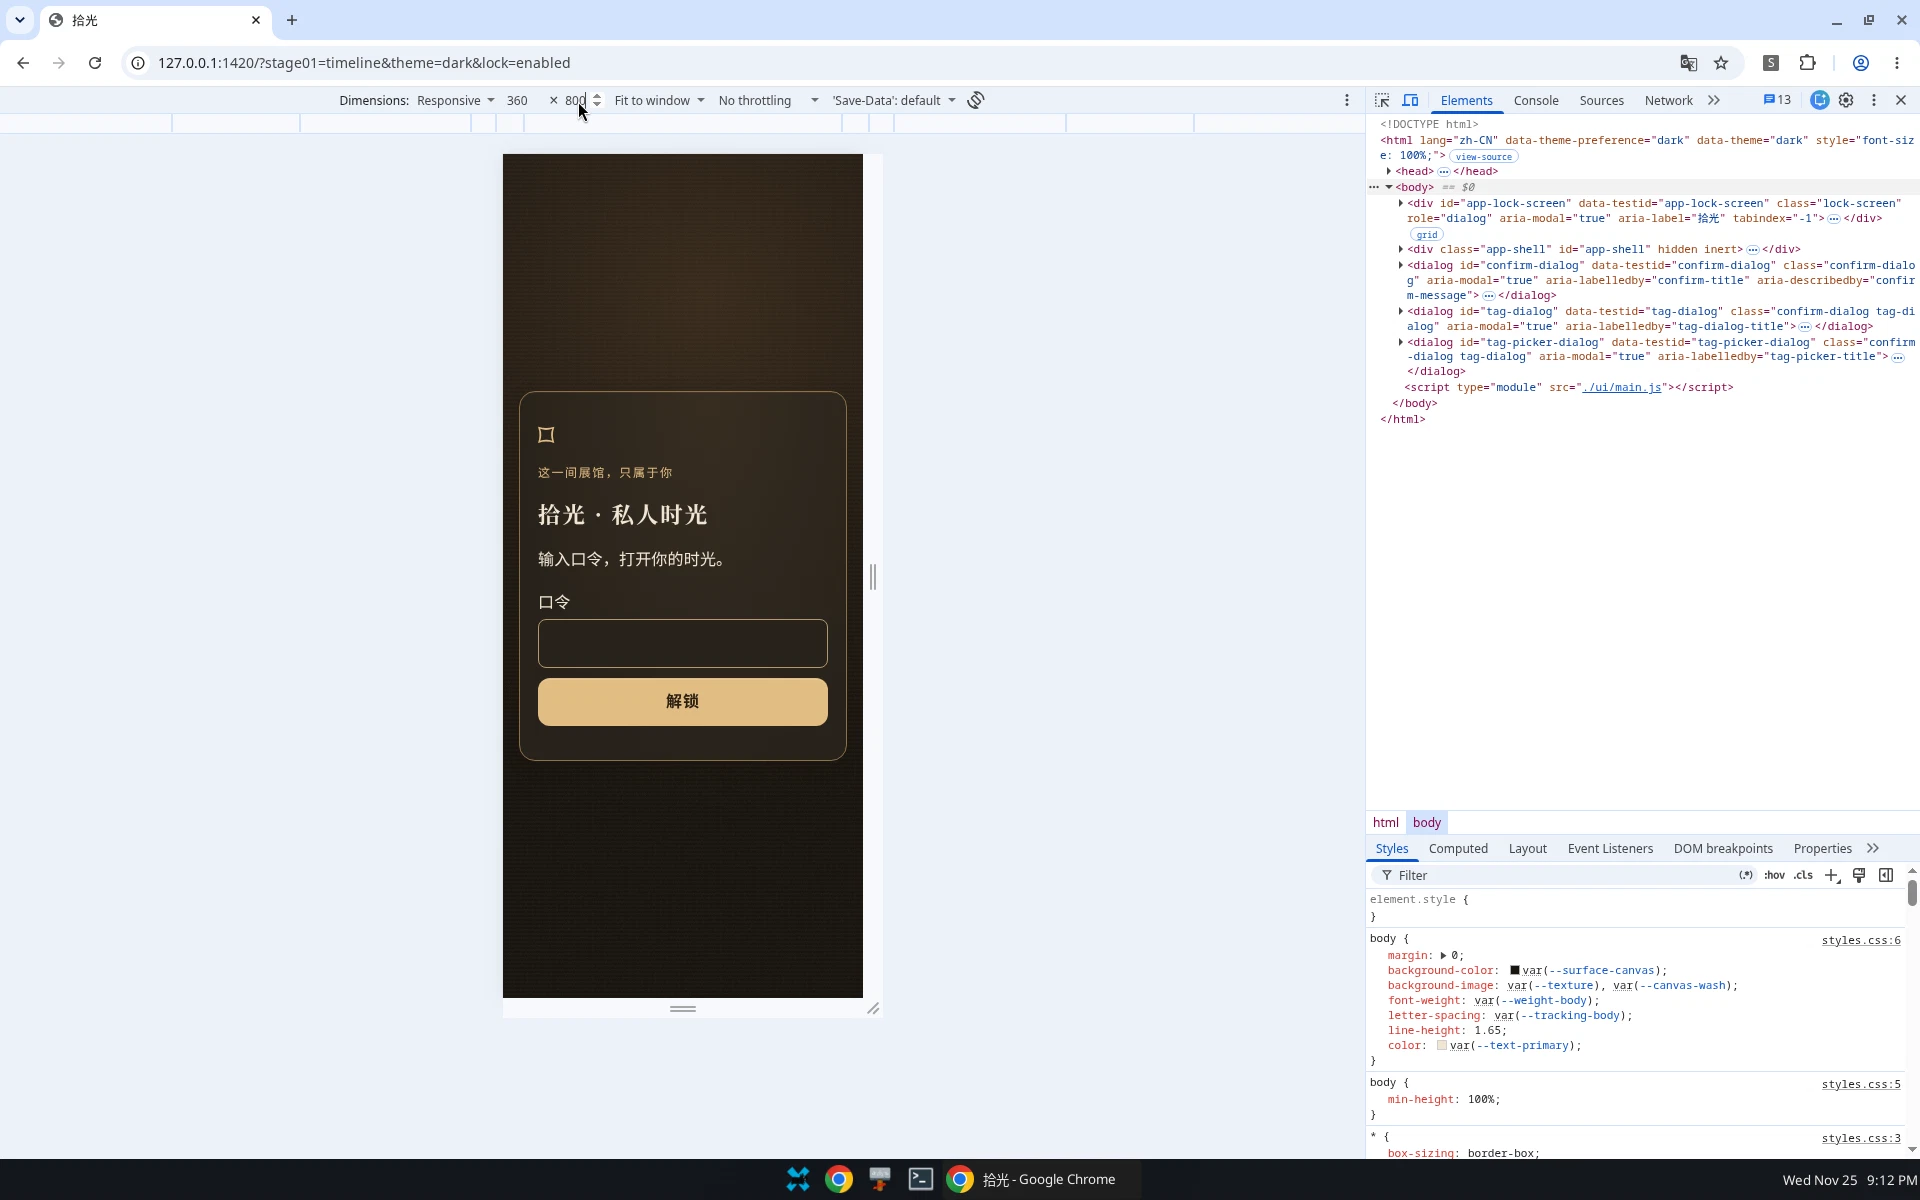 拾光
127.0.0.1:1420/?stage01=timeline&theme=dark&lock=enabled
S
Dimensions: Responsive 360 × 800 Fit to window No throttling 'Save-Data': default
Elements Console Sources Network 13
这一间展馆，只属于你
拾光 · 私人时光
输入口令，打开你的时光。
口令
解锁
<!DOCTYPE html>
<html lang="zh-CN" data-theme-preference="dark" data-theme="dark" style="font-siz
e: 100%;"> view-source
<head> </head>
<body> == $0
<div id="app-lock-screen" data-testid="app-lock-screen" class="lock-screen"
role="dialog" aria-modal="true" aria-label="拾光" tabindex="-1"> </div>
grid
<div class="app-shell" id="app-shell" hidden inert> </div>
<dialog id="confirm-dialog" data-testid="confirm-dialog" class="confirm-dialo
g" aria-modal="true" aria-labelledby="confirm-title" aria-describedby="confir
m-message"> </dialog>
<dialog id="tag-dialog" data-testid="tag-dialog" class="confirm-dialog tag-di
alog" aria-modal="true" aria-labelledby="tag-dialog-title"> </dialog>
<dialog id="tag-picker-dialog" data-testid="tag-picker-dialog" class="confirm
-dialog tag-dialog" aria-modal="true" aria-labelledby="tag-picker-title">
</dialog>
<script type="module" src="./ui/main.js"></script>
</body>
</html>
html body
Styles Computed Layout Event Listeners DOM breakpoints Properties
Filter (.*) :hov .cls
element.style {
}
body { styles.css:6
margin: 0;
background-color: var(--surface-canvas);
background-image: var(--texture), var(--canvas-wash);
font-weight: var(--weight-body);
letter-spacing: var(--tracking-body);
line-height: 1.65;
color: var(--text-primary);
}
body { styles.css:5
min-height: 100%;
}
* { styles.css:3
box-sizing: border-box;
拾光 - Google Chrome
Wed Nov 25 9:12 PM